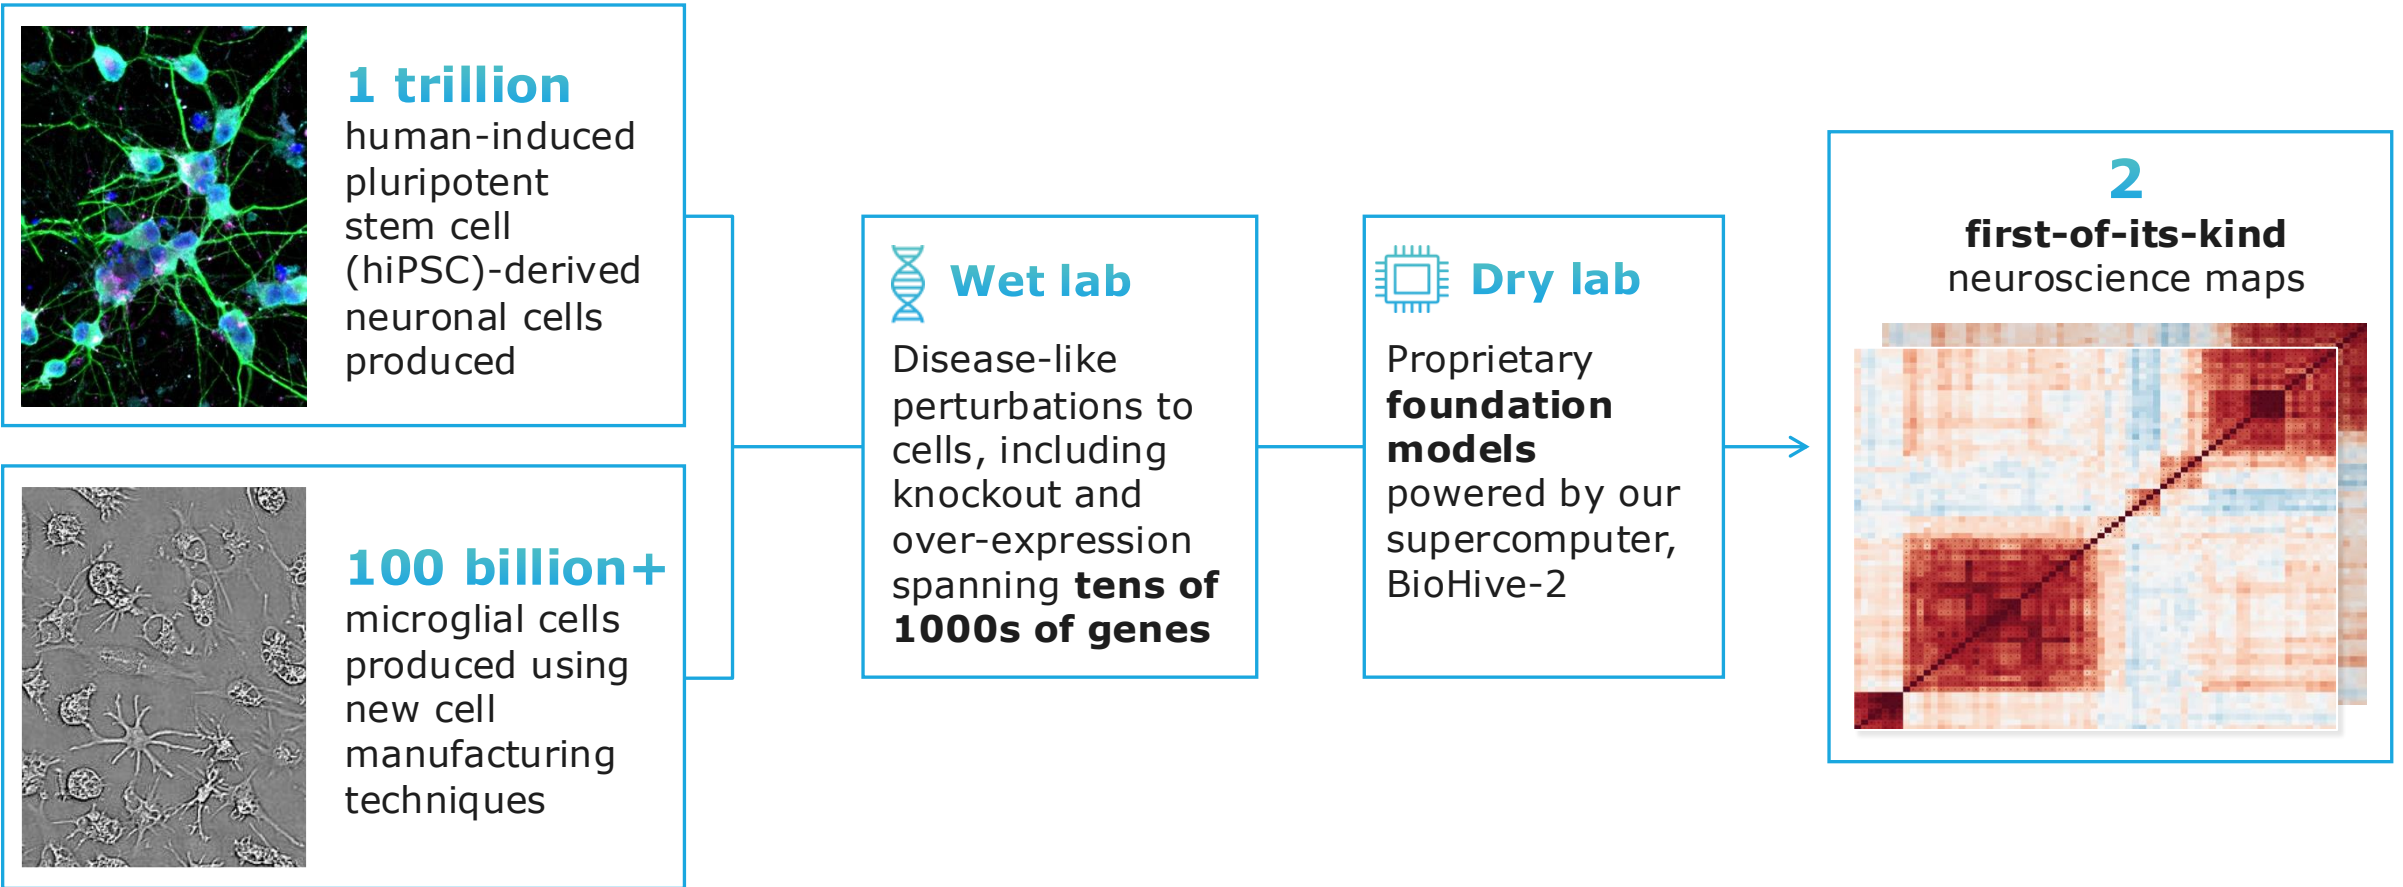 1 trillion
human-induced
pluripotent
stem cell
(hiPSC)-derived
neuronal cells
produced
100 billion+
microglial cells
produced using
new cell
manufacturing
techniques
Wet lab
Disease-like
perturbations to
cells, including
knockout and
over-expression
spanning tens of
1000s of genes
Dry lab
Proprietary
foundation
models
powered by our
supercomputer,
BioHive-2
2
first-of-its-kind
neuroscience maps